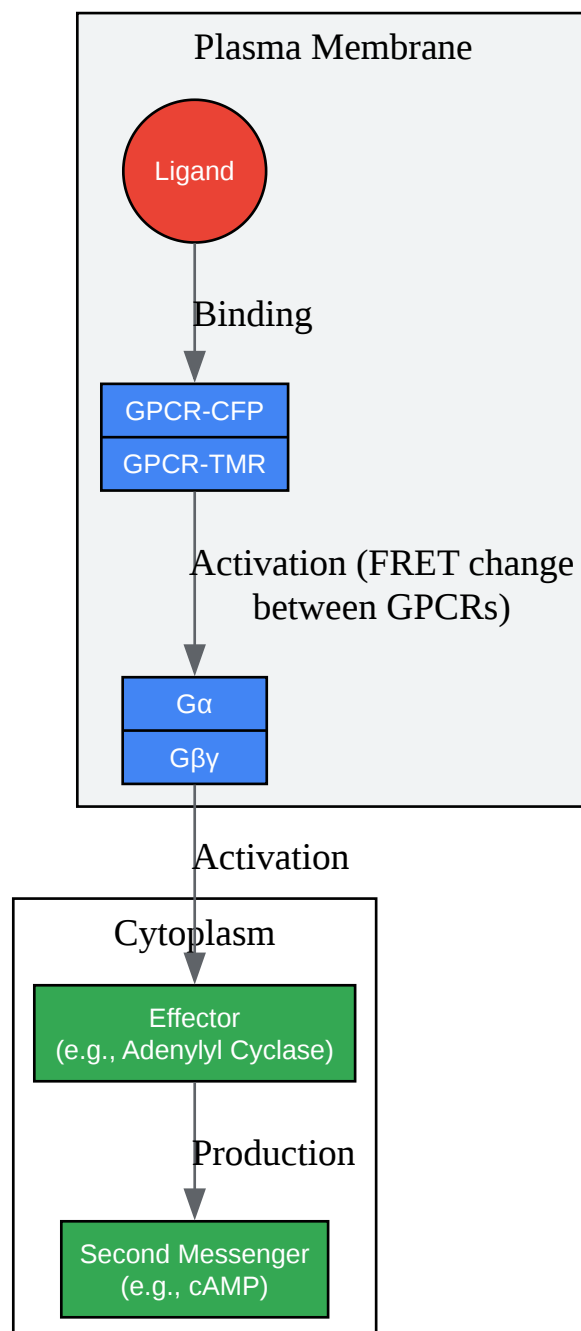 Plasma Membrane
Ligand
Binding
GPCR-CFP
GPCR-TMR
Activation (FRET change
between GPCRs)
Gα
Gβγ
Activation
Cytoplasm
Effector
(e.g., Adenylyl Cyclase)
Production
Second Messenger
(e.g., cAMP)